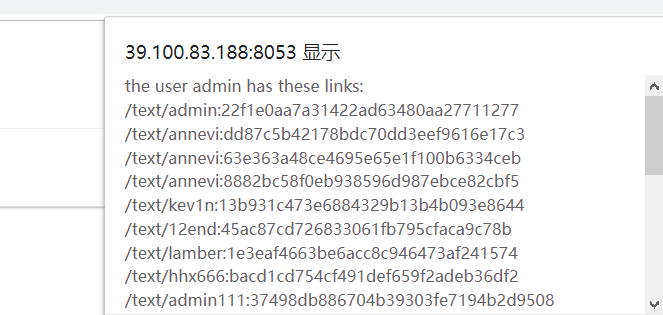 39.100.83.188:8053 显示
the user admin has these links:
/text/admin:22f1e0aa7a31422ad63480aa27711277
/text/annevi:dd87c5b42178bdc70dd3eef9616e17c3
/text/annevi:63e363a48ce4695e65e1f100b6334ceb
/text/annevi:8882bc58f0eb938596d987ebce82cbf5
/text/kev1n:13b931c473e6884329b13b4b093e8644
/text/12end:45ac87cd726833061fb795cfaca9c78b
/text/lamber:1e3eaf4663be6acc8c946473af241574
/text/hhx666:bacd1cd754cf491def659f2adeb36df2
/text/admin111:37498db886704b39303fe7194b2d9508